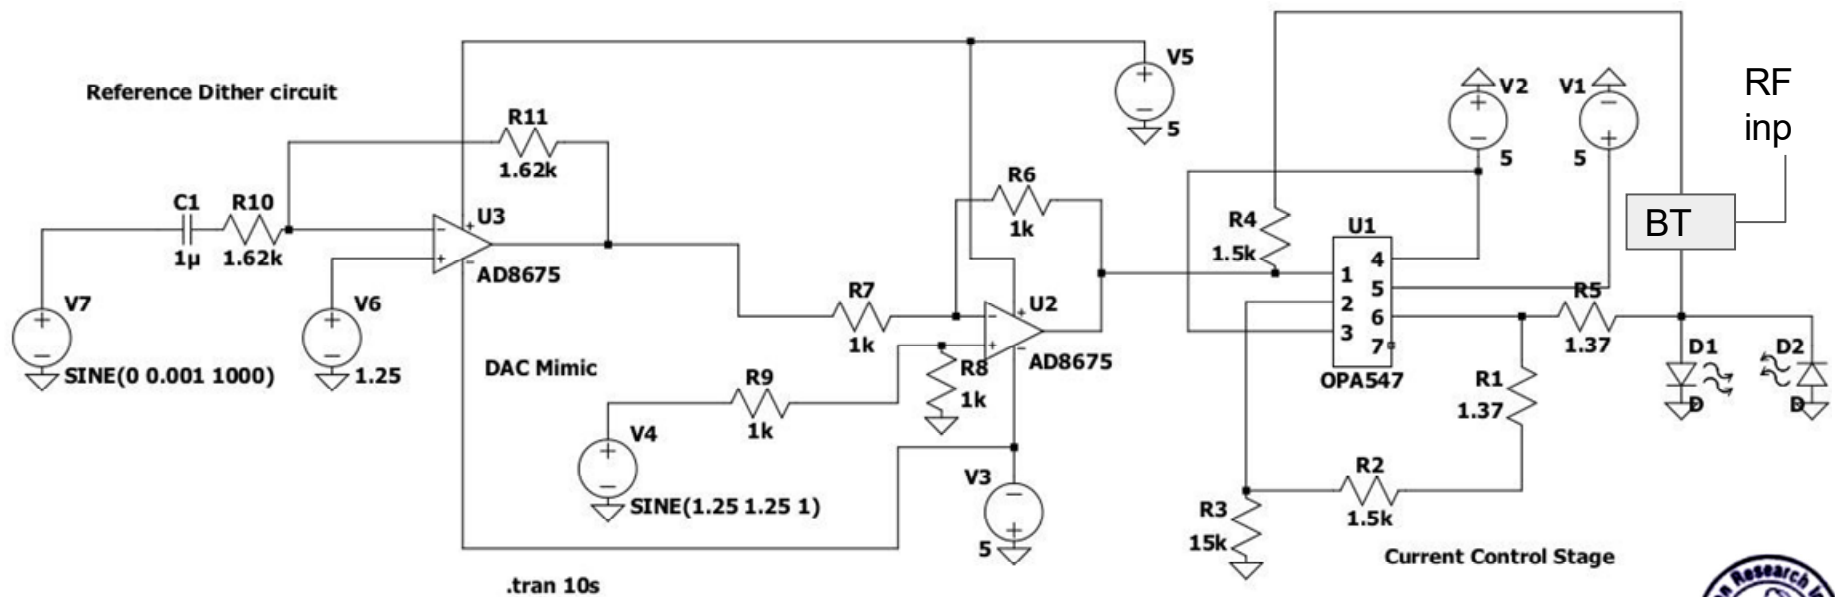 Reference Dither circuit
R11
1.62k
C1
1µ
R10
1.62k
U3
AD8675
V7
SINE(0 0.001 1000)
V6
1.25
V5
5
R6
1k
R7
1k
U2
AD8675
DAC Mimic
R8
1k
R9
1k
V4
SINE(1.25 1.25 1)
V3
5
.tran 10s
V2
5
V1
5
RF
inp
BT
R4
1.5k
U1
1
2
3
4
5
6
7
OPA547
R5
1.37
R1
1.37
R2
1.5k
R3
15k
D1
D
D2
D
Current Control Stage
Research